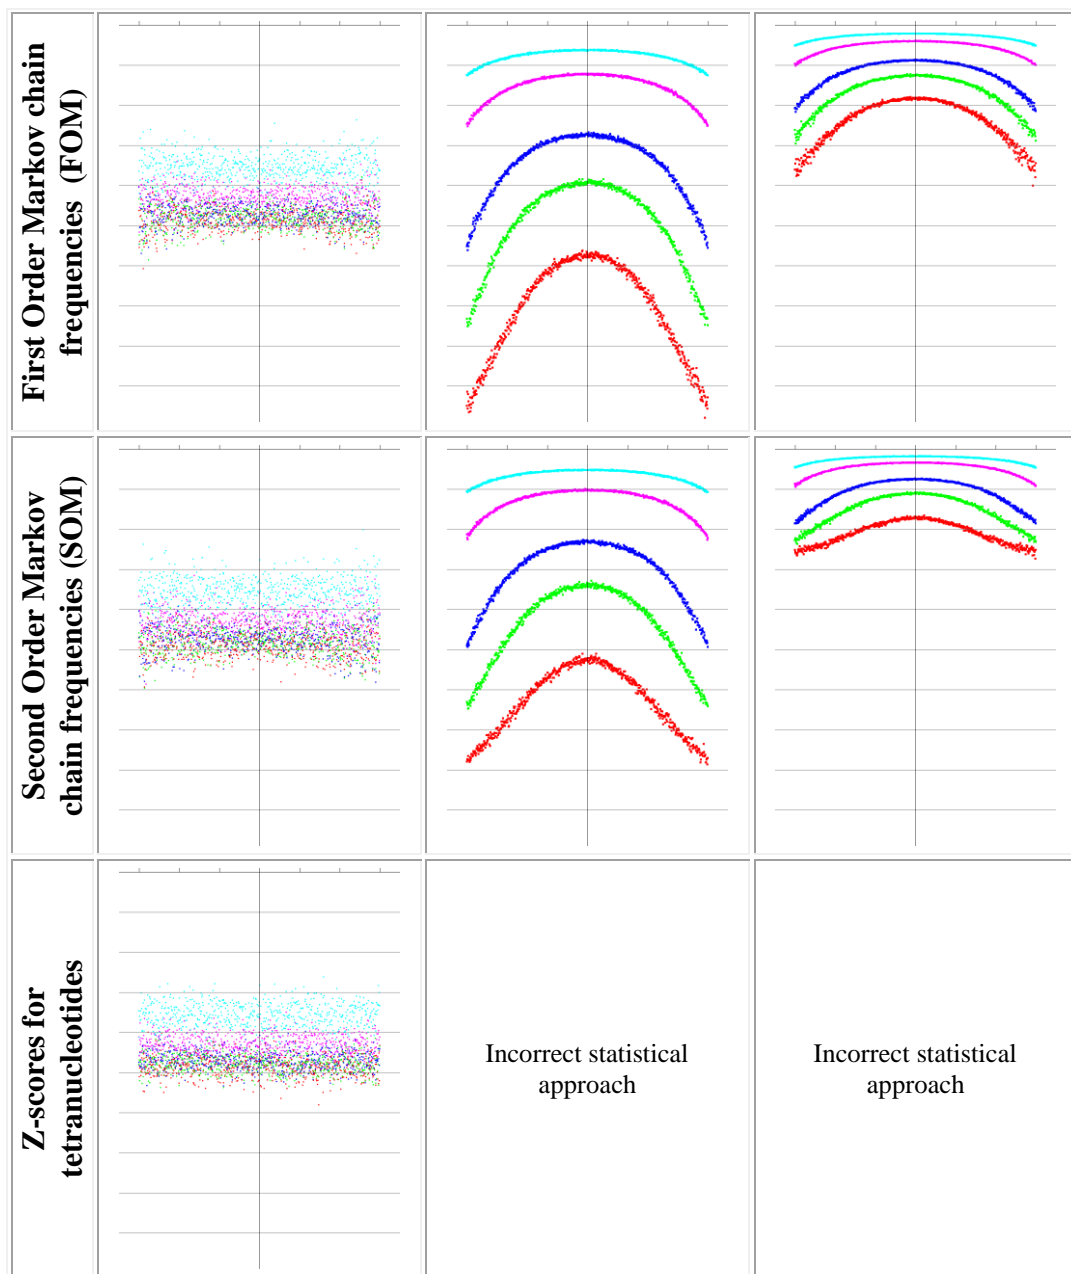 First Order Markov chain
frequencies (FOM)
Second Order Markov
chain frequencies (SOM)
Z-scores for
tetranucleotides
Incorrect statistical
approach
Incorrect statistical
approach